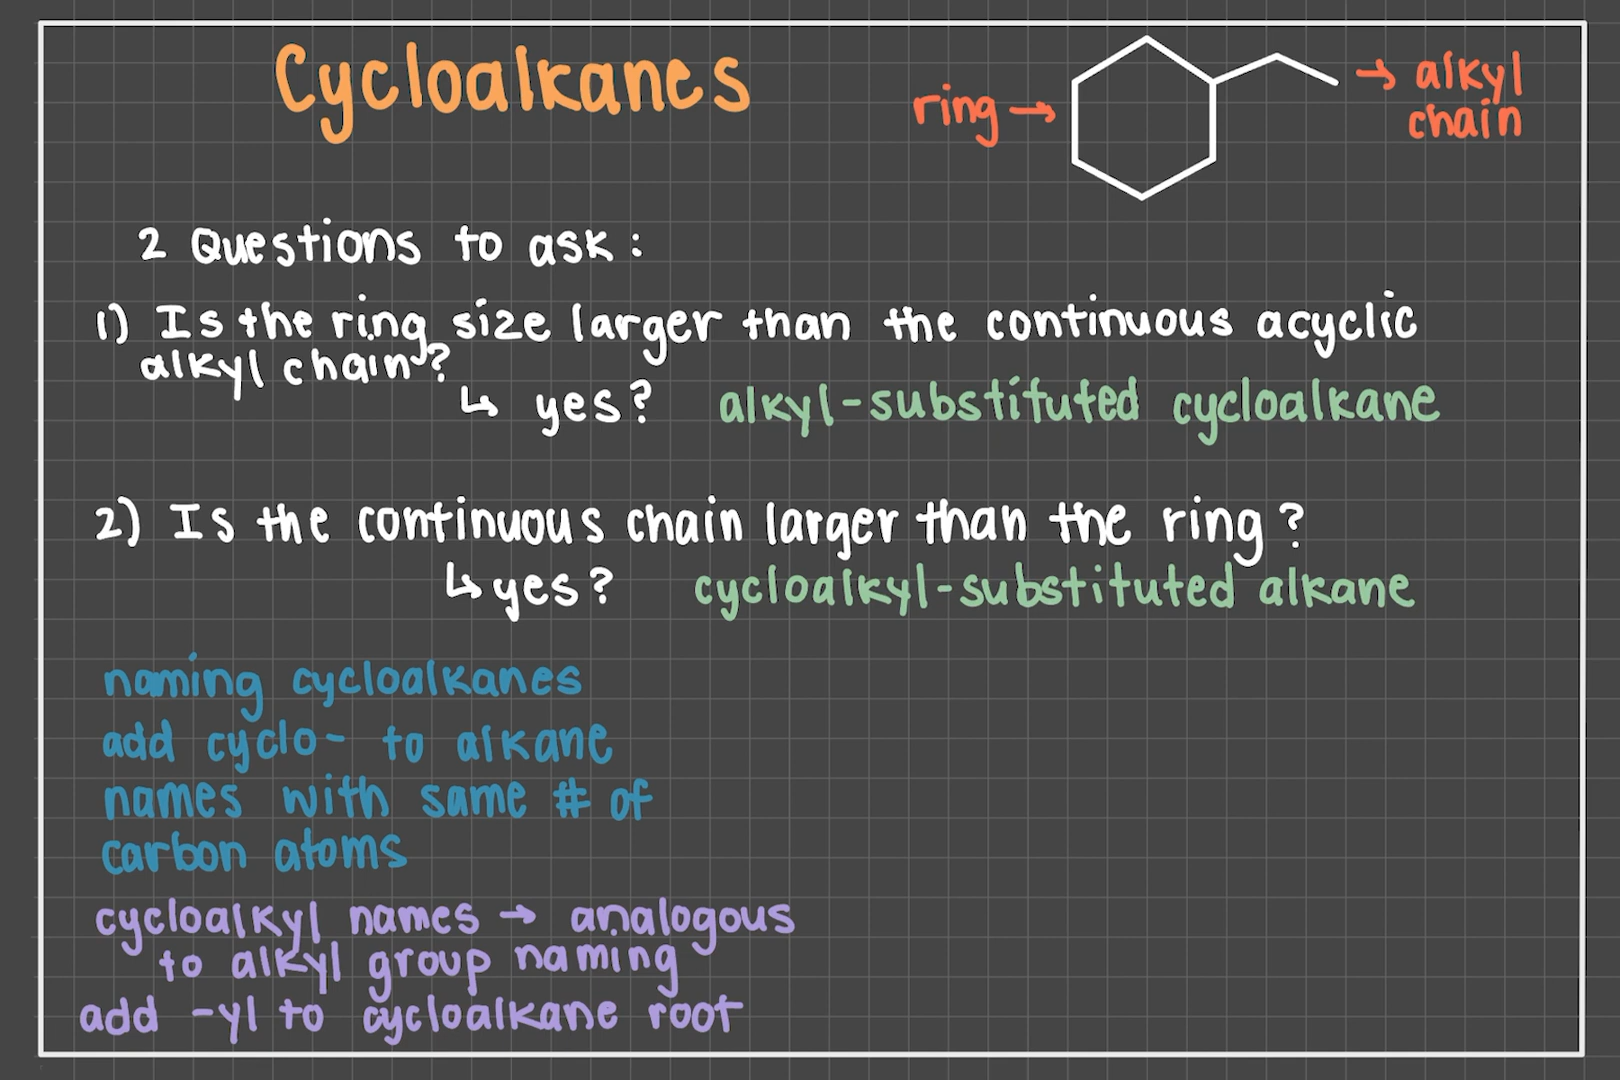 Cycloalkanes
ring →
→ alkyl
chain
2 Questions to ask:
1) Is the ring size larger than the continuous acyclic
alkyl chain?
↳ yes? alkyl-substituted cycloalkane
2) Is the continuous chain larger than the ring?
↳ yes? cycloalkyl-substituted alkane
naming cycloalkanes
add cyclo- to alkane
names with same # of
carbon atoms
cycloalkyl names → analogous
to alkyl group naming
add -yl to cycloalkane root